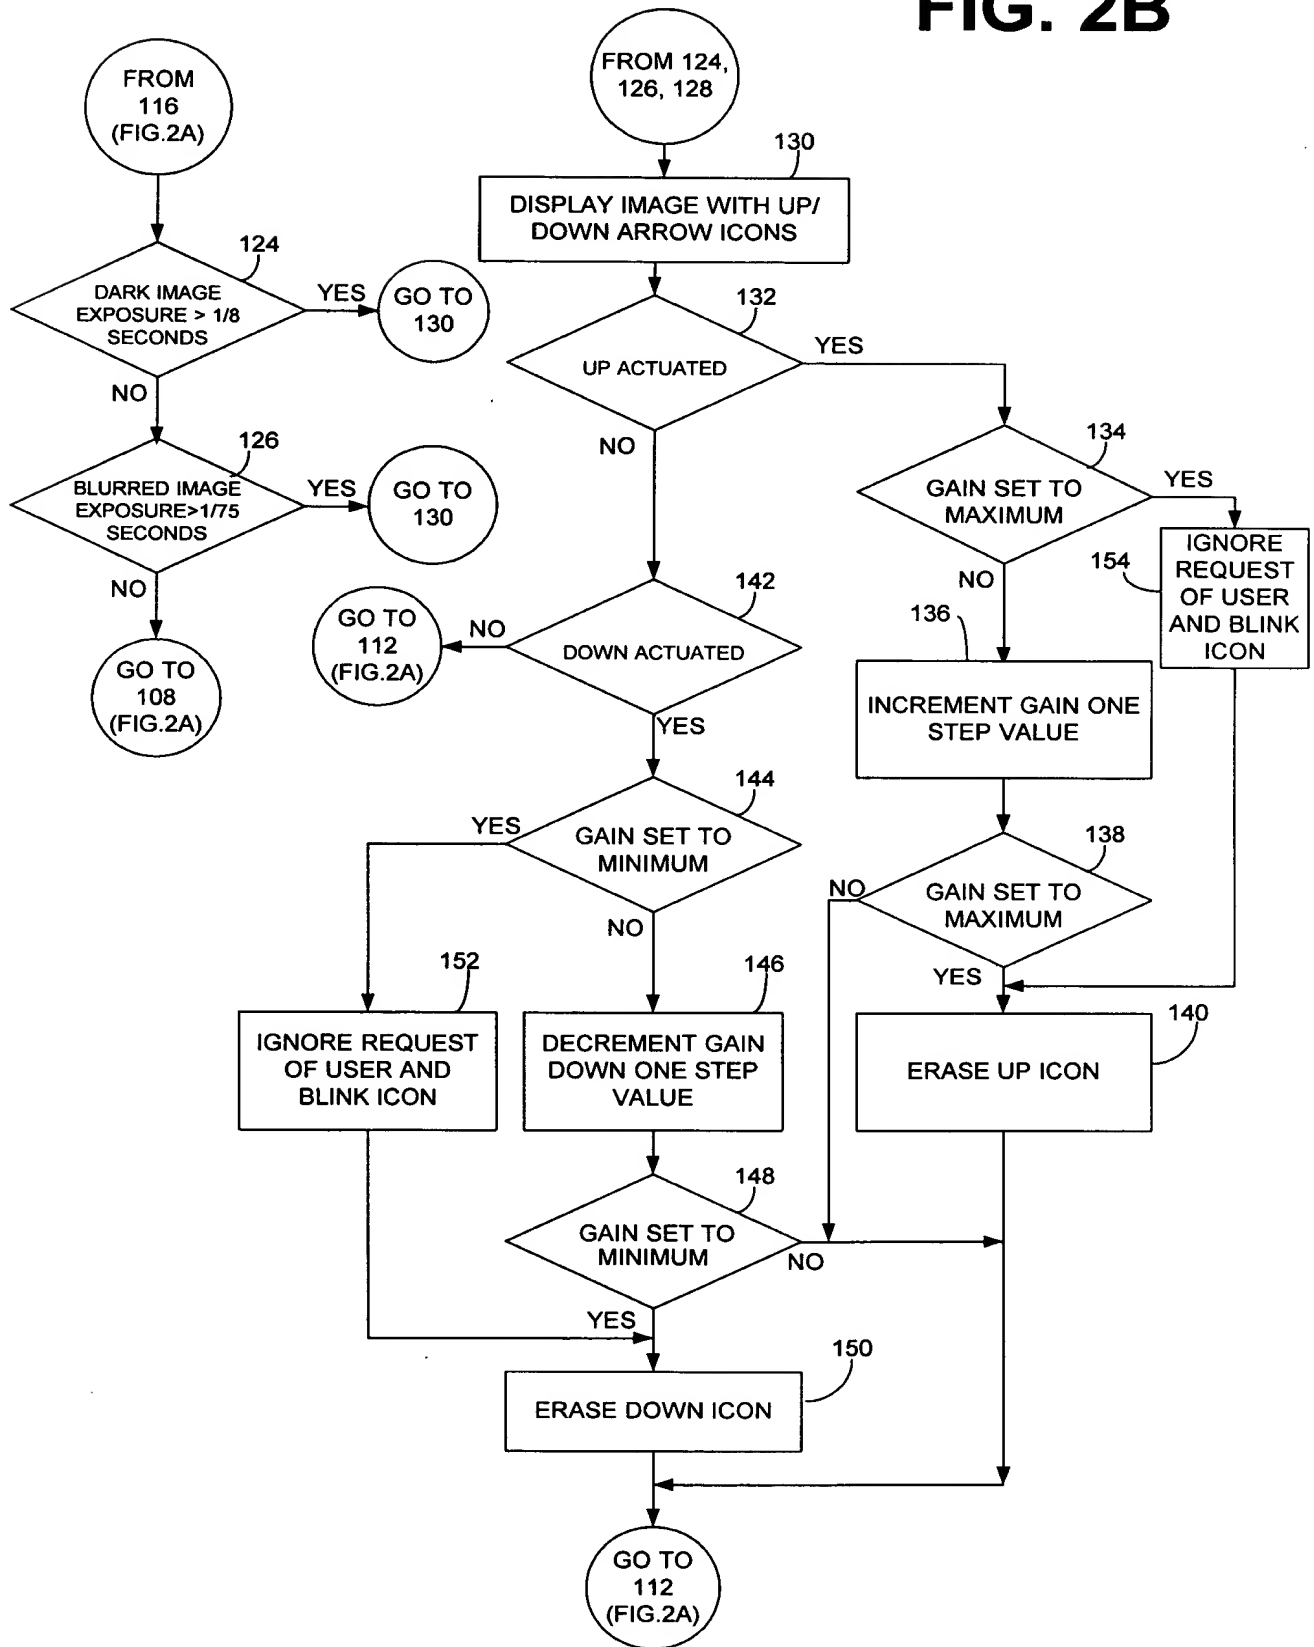 FIG. 2B
FROM
116
(FIG.2A)
FROM 124,
126, 128
130
DISPLAY IMAGE WITH UP/
DOWN ARROW ICONS
124
DARK IMAGE
EXPOSURE > 1/8
SECONDS
YES
GO TO
130
NO
132
UP ACTUATED
YES
NO
126
BLURRED IMAGE
EXPOSURE>1/75
SECONDS
YES
GO TO
130
NO
GO TO
108
(FIG.2A)
134
GAIN SET TO
MAXIMUM
YES
NO
154
IGNORE
REQUEST
OF USER
AND BLINK
ICON
142
DOWN ACTUATED
NO
GO TO
112
(FIG.2A)
YES
136
INCREMENT GAIN ONE
STEP VALUE
144
GAIN SET TO
MINIMUM
YES
NO
138
GAIN SET TO
MAXIMUM
NO
YES
152
IGNORE REQUEST
OF USER AND
BLINK ICON
146
DECREMENT GAIN
DOWN ONE STEP
VALUE
140
ERASE UP ICON
148
GAIN SET TO
MINIMUM
NO
YES
150
ERASE DOWN ICON
GO TO
112
(FIG.2A)